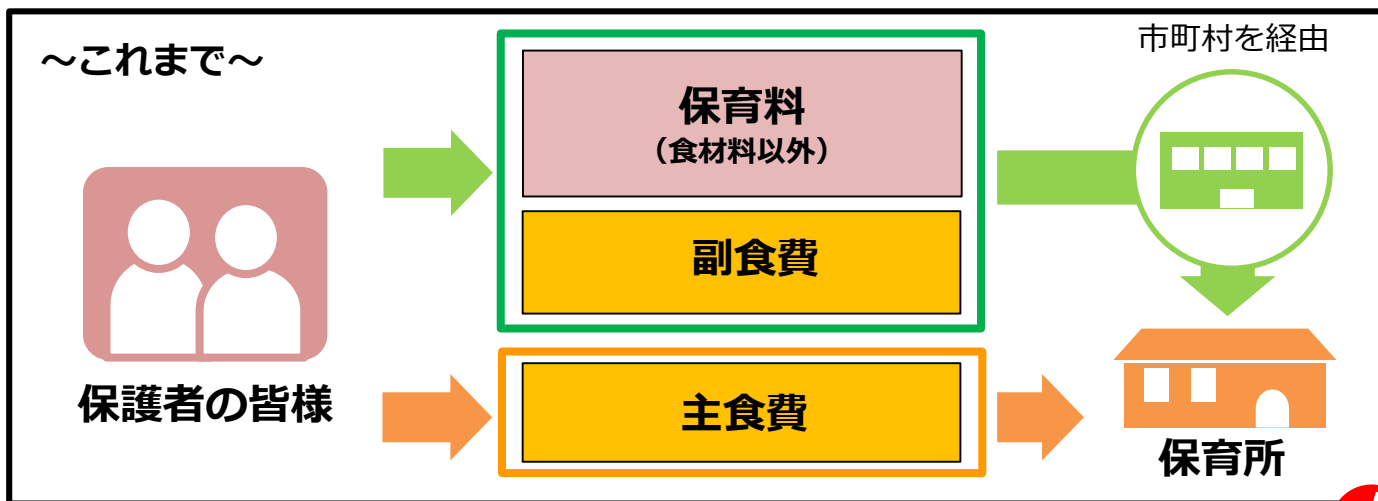 ~これまで~
市町村を経由
保育料
（食材料以外）
副食費
保護者の皆様
主食費
保育所